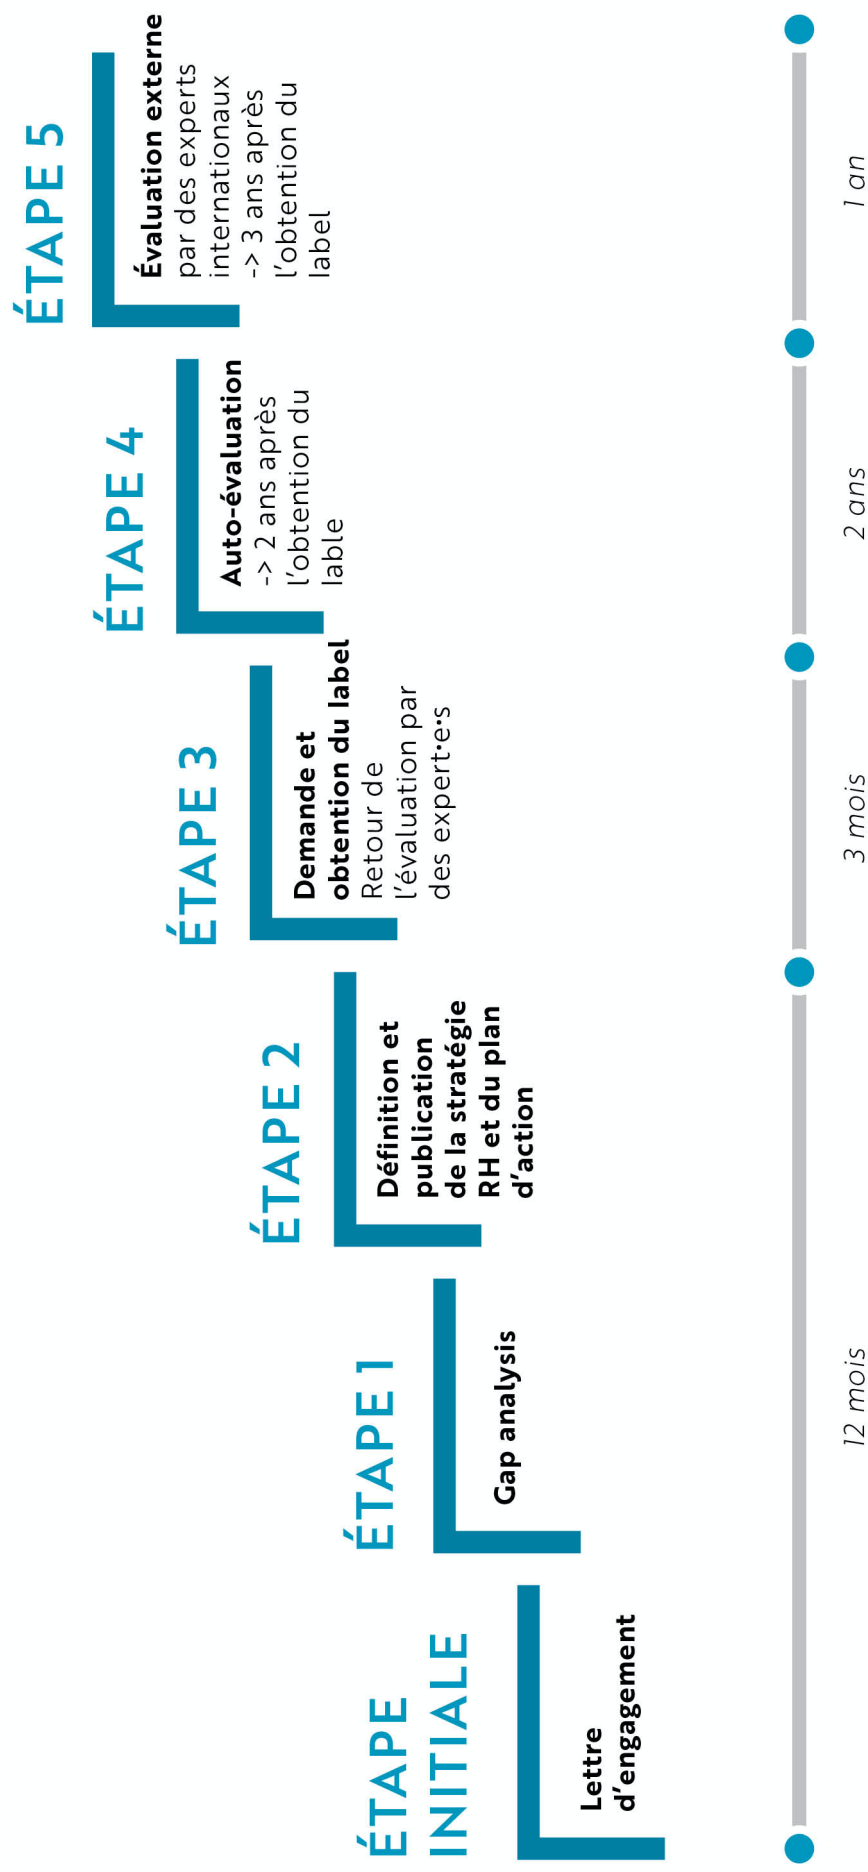 ÉTAPE
INITIALE
Lettre
d'engagement
ÉTAPE 1
Gap analysis
ÉTAPE 2
Définition et
publication
de la stratégie
RH et du plan
d'action
ÉTAPE 3
Demande et
obtention du label
Retour de
l'évaluation par
des expert·e·s
ÉTAPE 4
Auto-évaluation
-> 2 ans après
l'obtention du
lable
ÉTAPE 5
Évaluation externe
par des experts
internationaux
-> 3 ans après
l'obtention du
label
12 mois
3 mois
2 ans
1 an